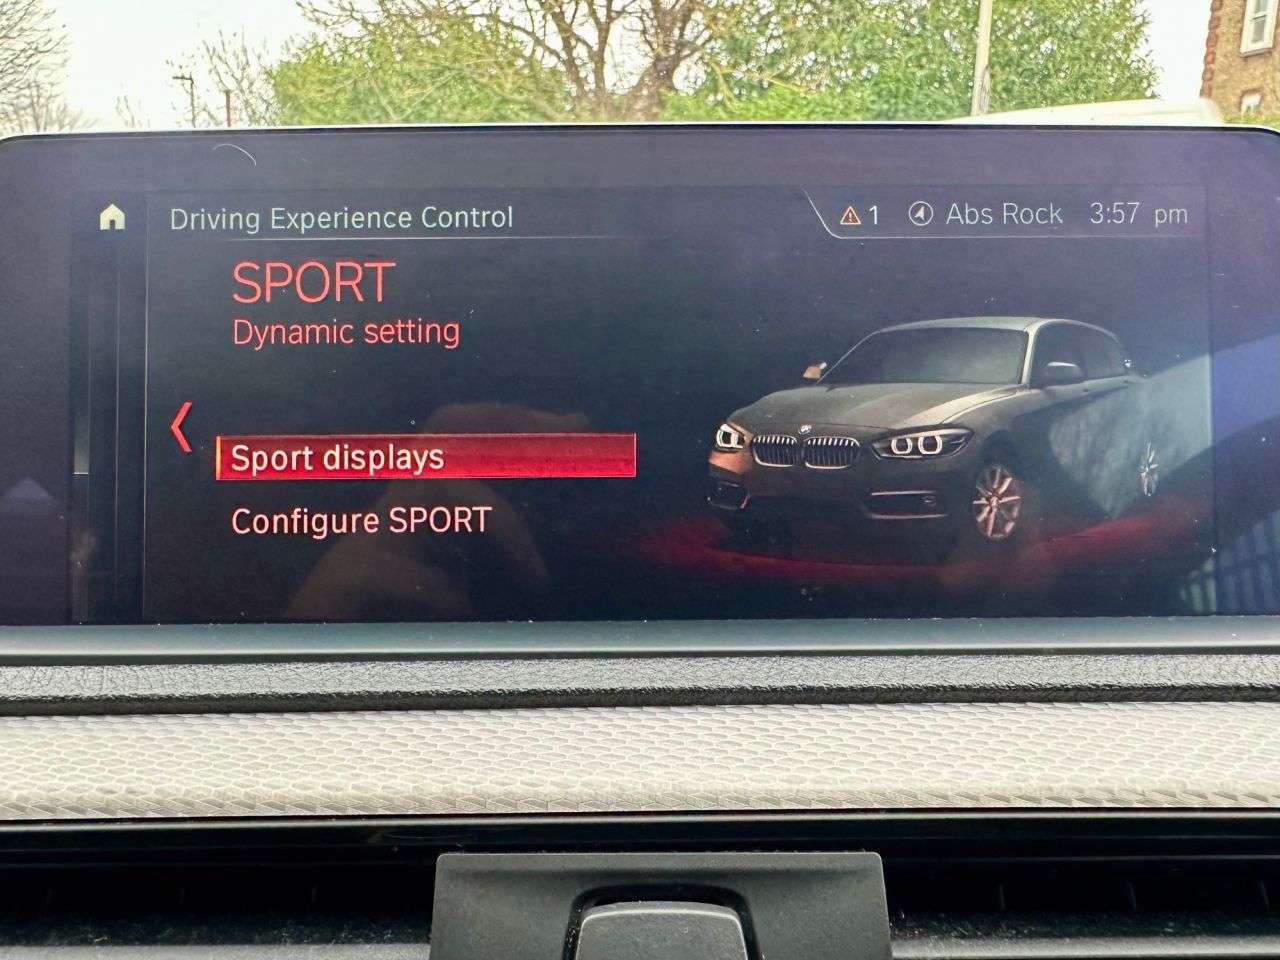 Driving Experience Control
1 Abs Rock 3:57 pm
SPORT
Dynamic setting
Sport displays
Configure SPORT